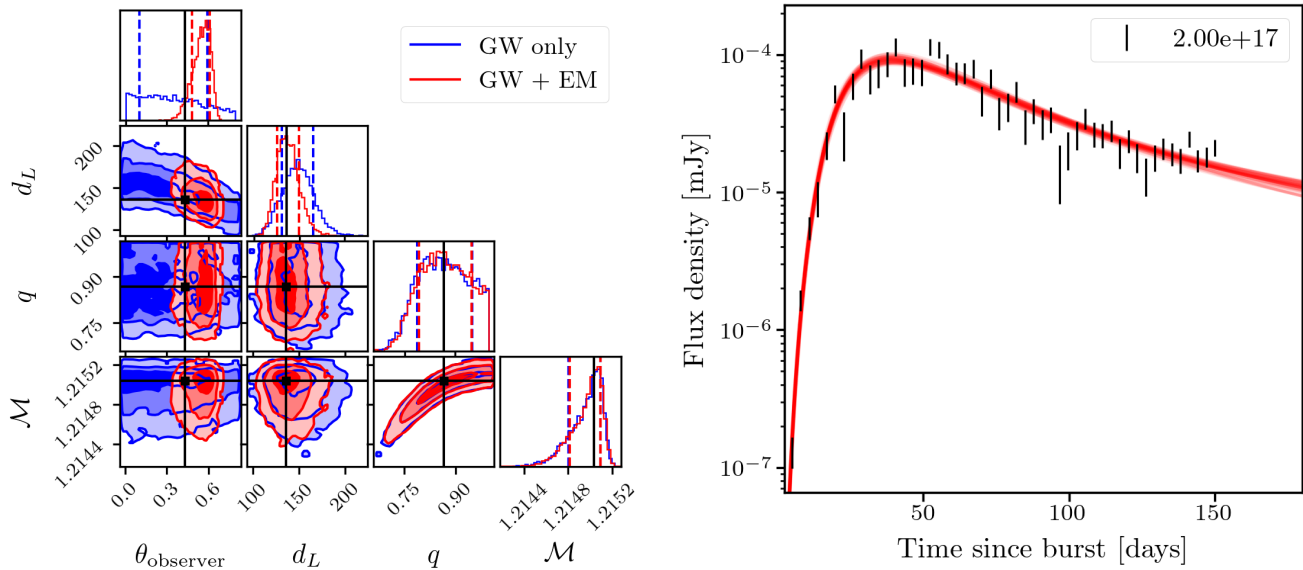 GW only
GW + EM
200
150
100
d_L
0.90
0.75
q
1.2152
1.2148
1.2144
ℳ
0.0 0.3 0.6 100 150 200 0.75 0.90 1.2144 1.2148 1.2152
θ_observer d_L q ℳ
2.00e+17
10⁻⁴
10⁻⁵
10⁻⁶
10⁻⁷
Flux density [mJy]
50 100 150
Time since burst [days]